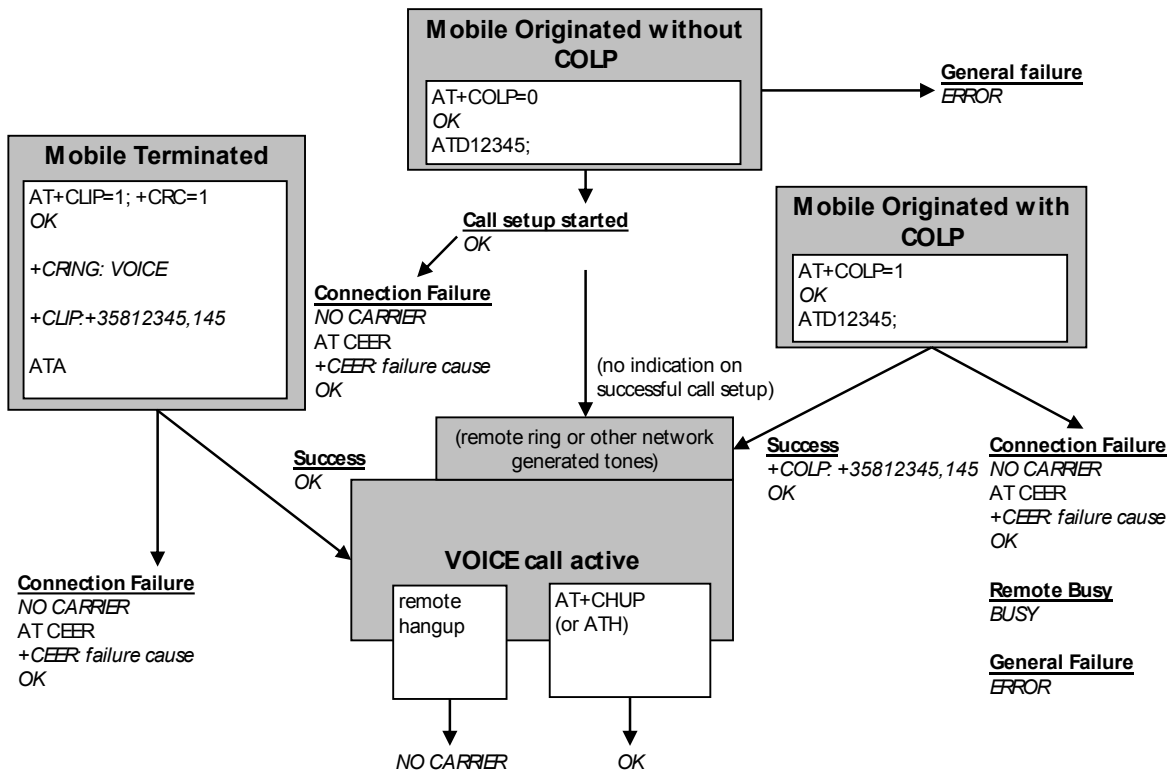 Mobile Originated without
COLP
AT+COLP=0
OK
ATD12345;
General failure
ERROR
Mobile Terminated
AT+CLIP=1; +CRC=1
OK
+CRING: VOICE
+CLIP:+35812345,145
ATA
Call setup started
OK
Mobile Originated with
COLP
AT+COLP=1
OK
ATD12345;
Connection Failure
NO CARRIER
AT CEER
+CEER: failure cause
OK
(no indication on
successful call setup)
(remote ring or other network
generated tones)
Success
OK
Success
+COLP: +35812345,145
OK
Connection Failure
NO CARRIER
AT CEER
+CEER: failure cause
OK
Remote Busy
BUSY
General Failure
ERROR
VOICE call active
remote
hangup
AT+CHUP
(or ATH)
Connection Failure
NO CARRIER
AT CEER
+CEER: failure cause
OK
NO CARRIER
OK